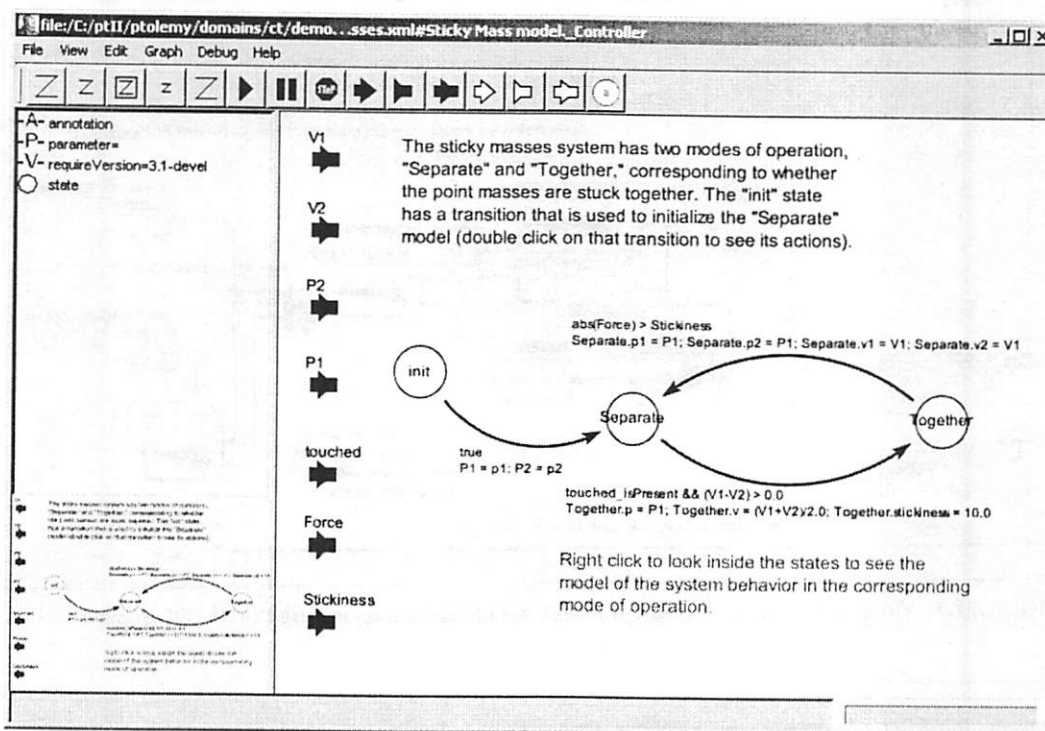 file:/C:/ptII/ptolemy/domains/ct/demo. . .sses.xml#Sticky Mass model._Controller
File View Edit Graph Debug Help
STOP
A- annotation
P- parameter=
V- requireVersion=3.1-devel
state
V1
V2
P2
P1
touched
Force
Stickiness
The sticky masses system has two modes of operation,
"Separate" and "Together," corresponding to whether
the point masses are stuck together. The "init" state
has a transition that is used to initialize the "Separate"
model (double click on that transition to see its actions).
abs(Force) > Stickiness
Separate.p1 = P1; Separate.p2 = P1; Separate.v1 = V1; Separate.v2 = V1
init
Separate
Together
true
P1 = p1; P2 = p2
touched_isPresent && (V1-V2) > 0.0
Together.p = P1; Together.v = (V1+V2)/2.0; Together.stickiness = 10.0
Right click to look inside the states to see the
model of the system behavior in the corresponding
mode of operation.